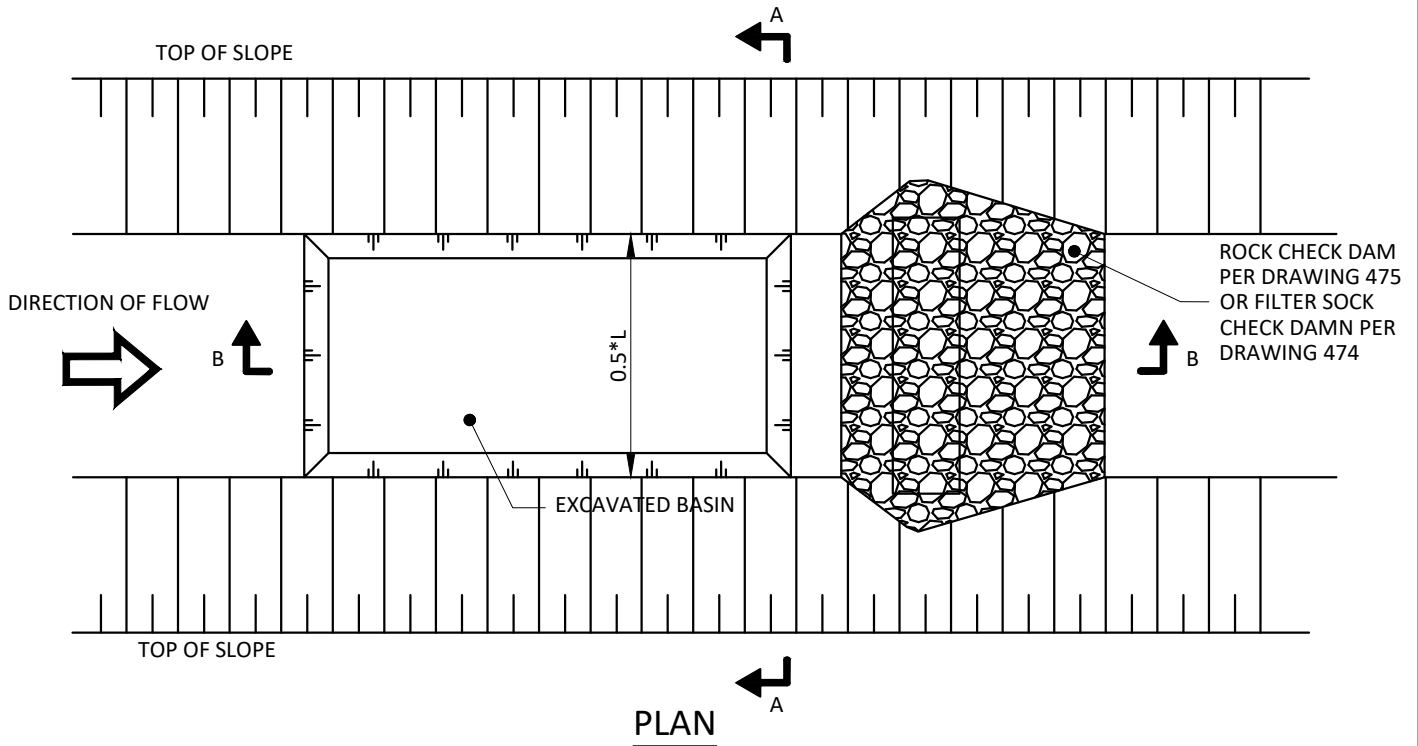 A
TOP OF SLOPE
ROCK CHECK DAM
PER DRAWING 475
OR FILTER SOCK
CHECK DAMN PER
DRAWING 474
DIRECTION OF FLOW
B
0.5*L
B
EXCAVATED BASIN
TOP OF SLOPE
A
PLAN